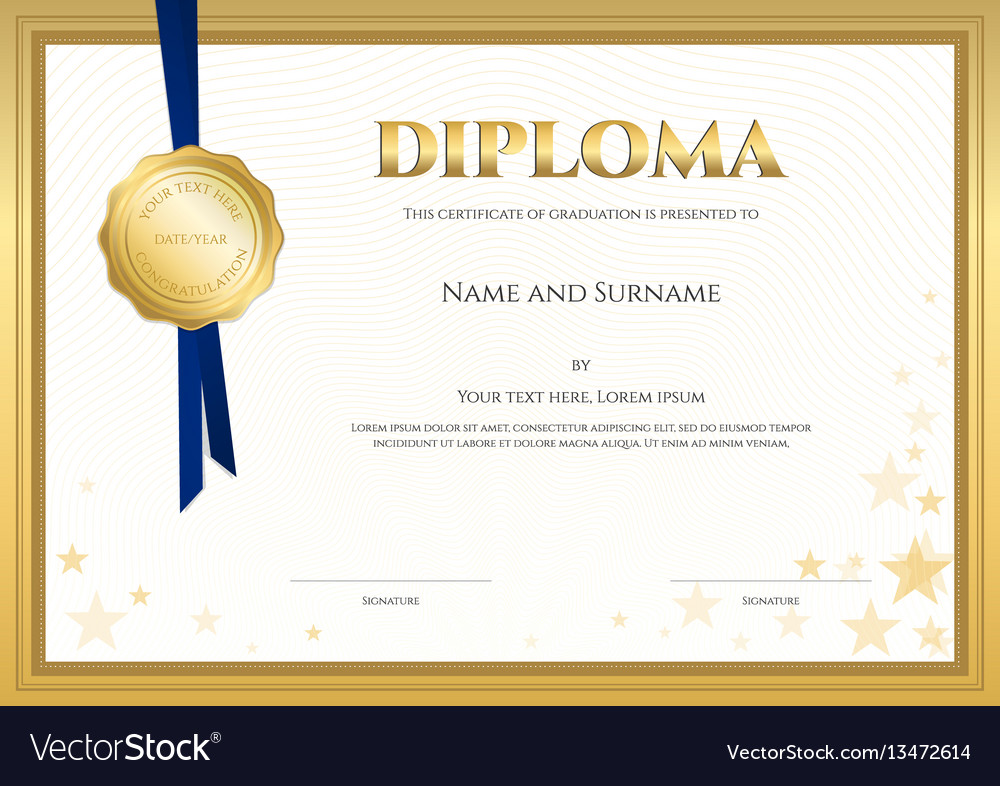 DIPLOMA
THIS CERTIFICATE OF GRADUATION IS PRESENTED TO
NAME AND SURNAME
BY
YOUR TEXT HERE, LOREM IPSUM
LOREM IPSUM DOLOR SIT AMET, CONSECTETUR ADIPISCING ELIT, SED DO EIUSMOD TEMPOR
INCIDIDUNT UT LABORE ET DOLORE MAGNA ALIQUA. UT ENIM AD MINIM VENIAM,
YOUR TEXT HERE
DATE/YEAR
CONGRATULATION
SIGNATURE
SIGNATURE
VectorStock®
VectorStock.com/13472614